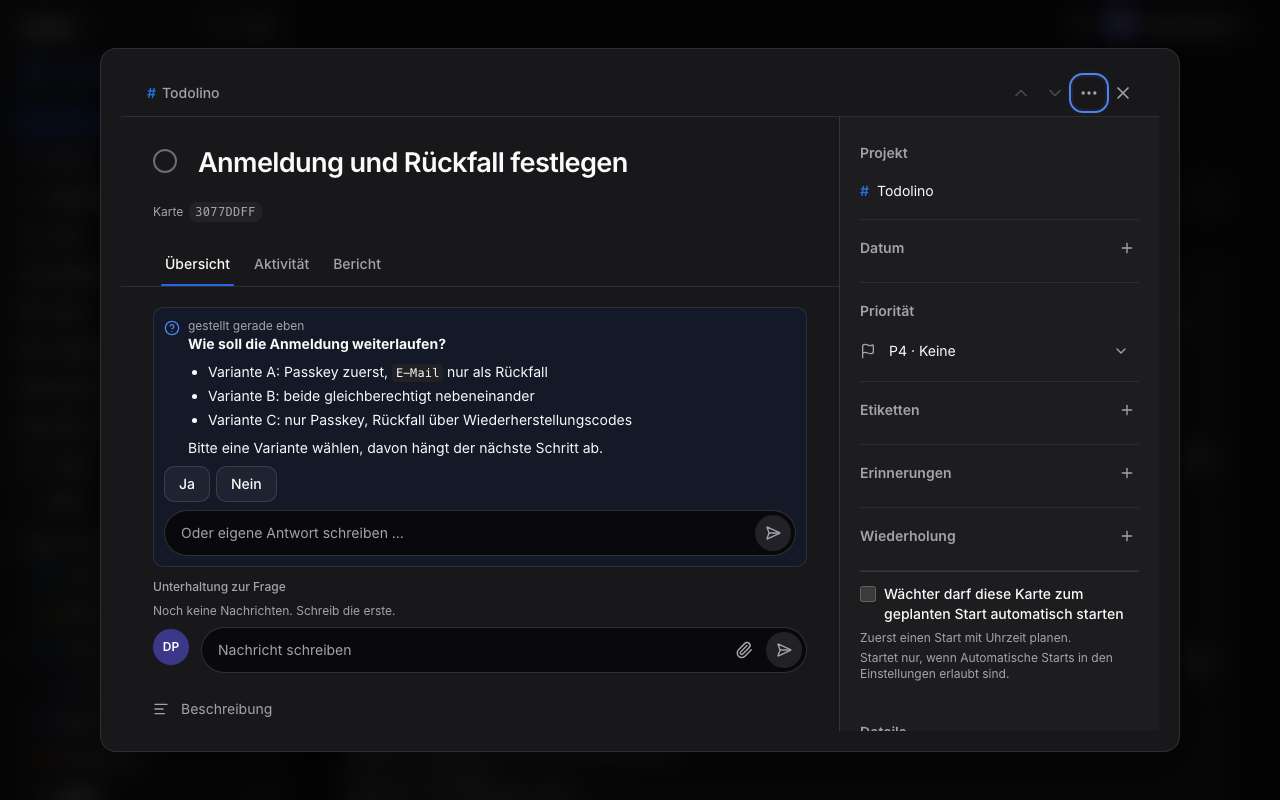 # Todolino
Anmeldung und Rückfall festlegen
Karte 3077DDFF
Übersicht Aktivität Bericht
gestellt gerade eben
Wie soll die Anmeldung weiterlaufen?
• Variante A: Passkey zuerst, E-Mail nur als Rückfall
• Variante B: beide gleichberechtigt nebeneinander
• Variante C: nur Passkey, Rückfall über Wiederherstellungscodes
Bitte eine Variante wählen, davon hängt der nächste Schritt ab.
Ja Nein
Oder eigene Antwort schreiben ...
Unterhaltung zur Frage
Noch keine Nachrichten. Schreib die erste.
DP Nachricht schreiben
Beschreibung
Projekt
# Todolino
Datum
Priorität
P4 · Keine
Etiketten
Erinnerungen
Wiederholung
Wächter darf diese Karte zum
geplanten Start automatisch starten
Zuerst einen Start mit Uhrzeit planen.
Startet nur, wenn Automatische Starts in den
Einstellungen erlaubt sind.
Details